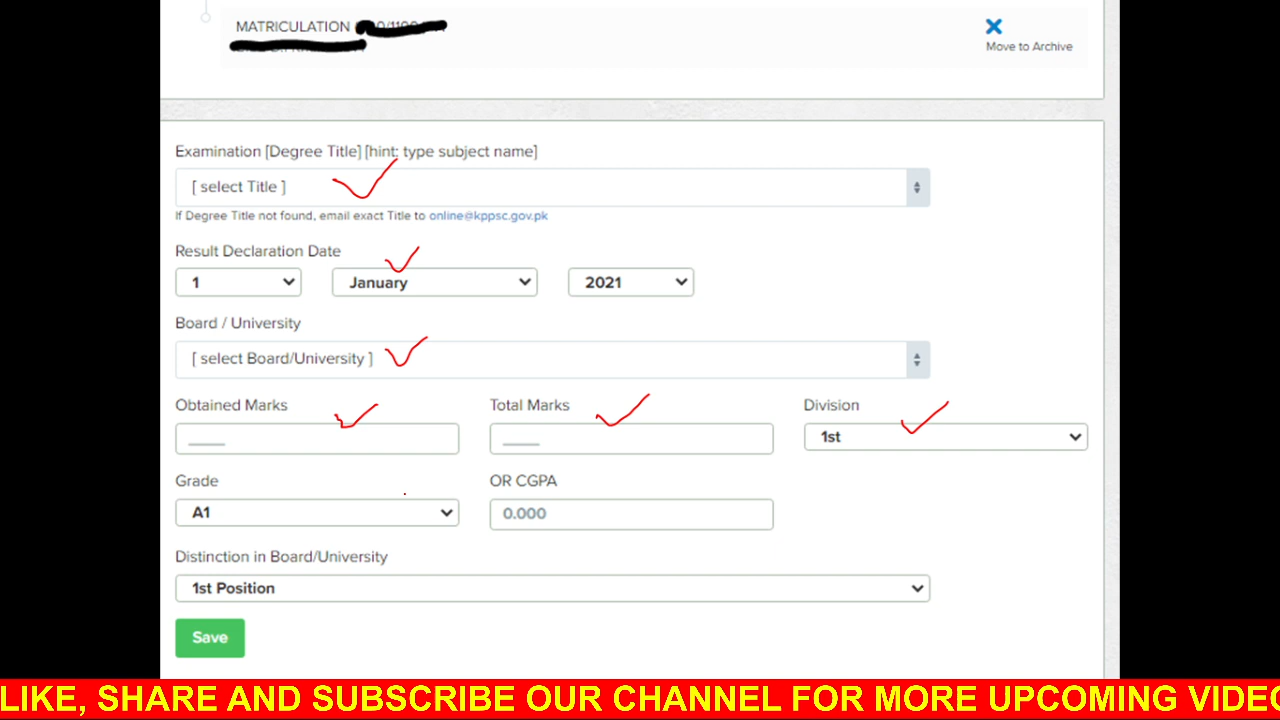 MATRICULATION
Move to Archive
Examination [Degree Title] [hint: type subject name]
[ select Title ]
If Degree Title not found, email exact Title to online@kppsc.gov.pk
Result Declaration Date
1 January 2021
Board / University
[ select Board/University ]
Obtained Marks Total Marks Division
1st
Grade OR CGPA
A1 0.000
Distinction in Board/University
1st Position
Save
LIKE, SHARE AND SUBSCRIBE OUR CHANNEL FOR MORE UPCOMING VIDEO